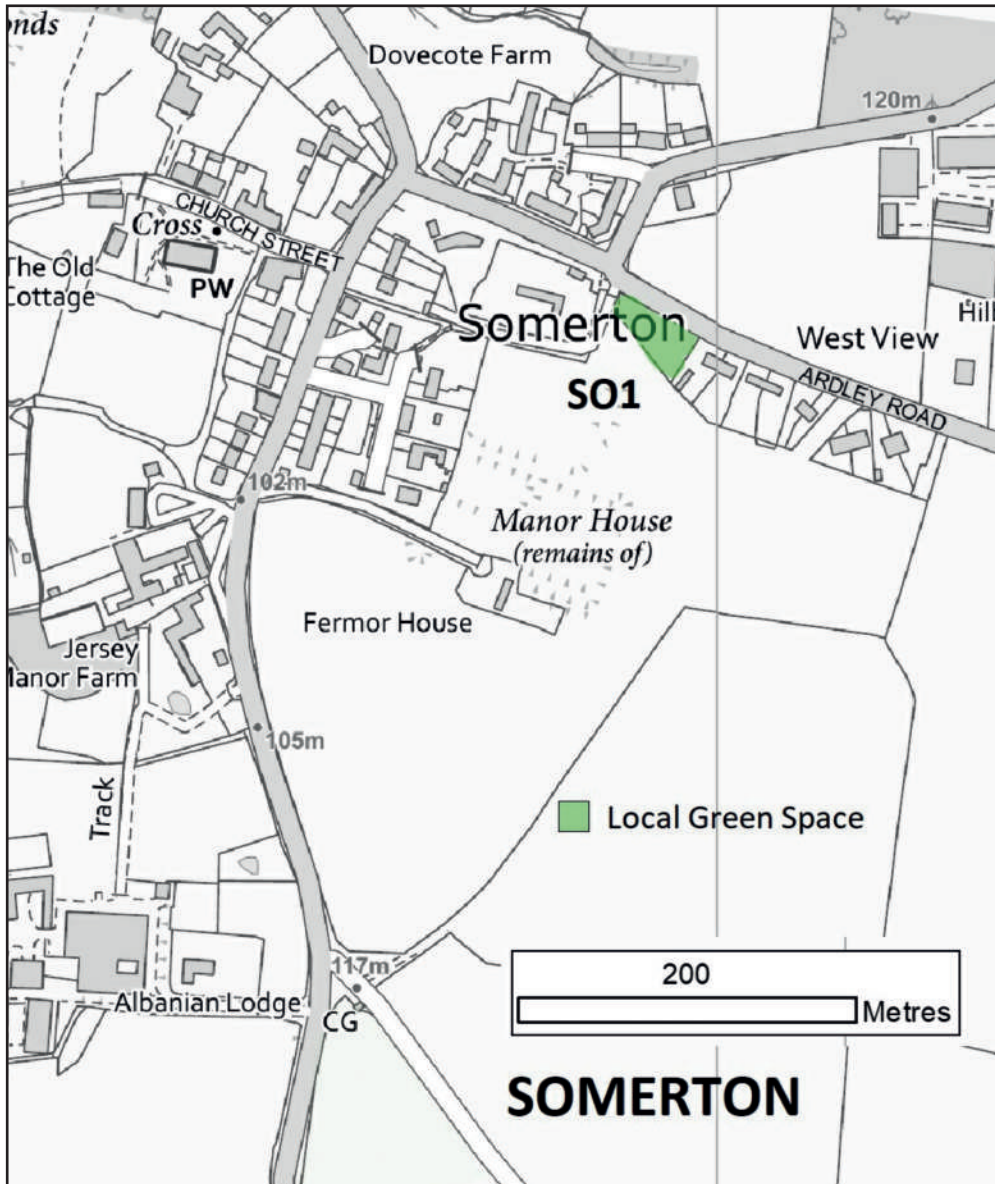 onds
Dovecote Farm
120m
CHURCH STREET
Cross
The Old
Cottage
PW
Somerton
West View
Hill
SO1
ARDLEY ROAD
102m
Manor House
(remains of)
Fermor House
Jersey
Manor Farm
105m
Track
Local Green Space
117m
200
Metres
Albanian Lodge
CG
SOMERTON